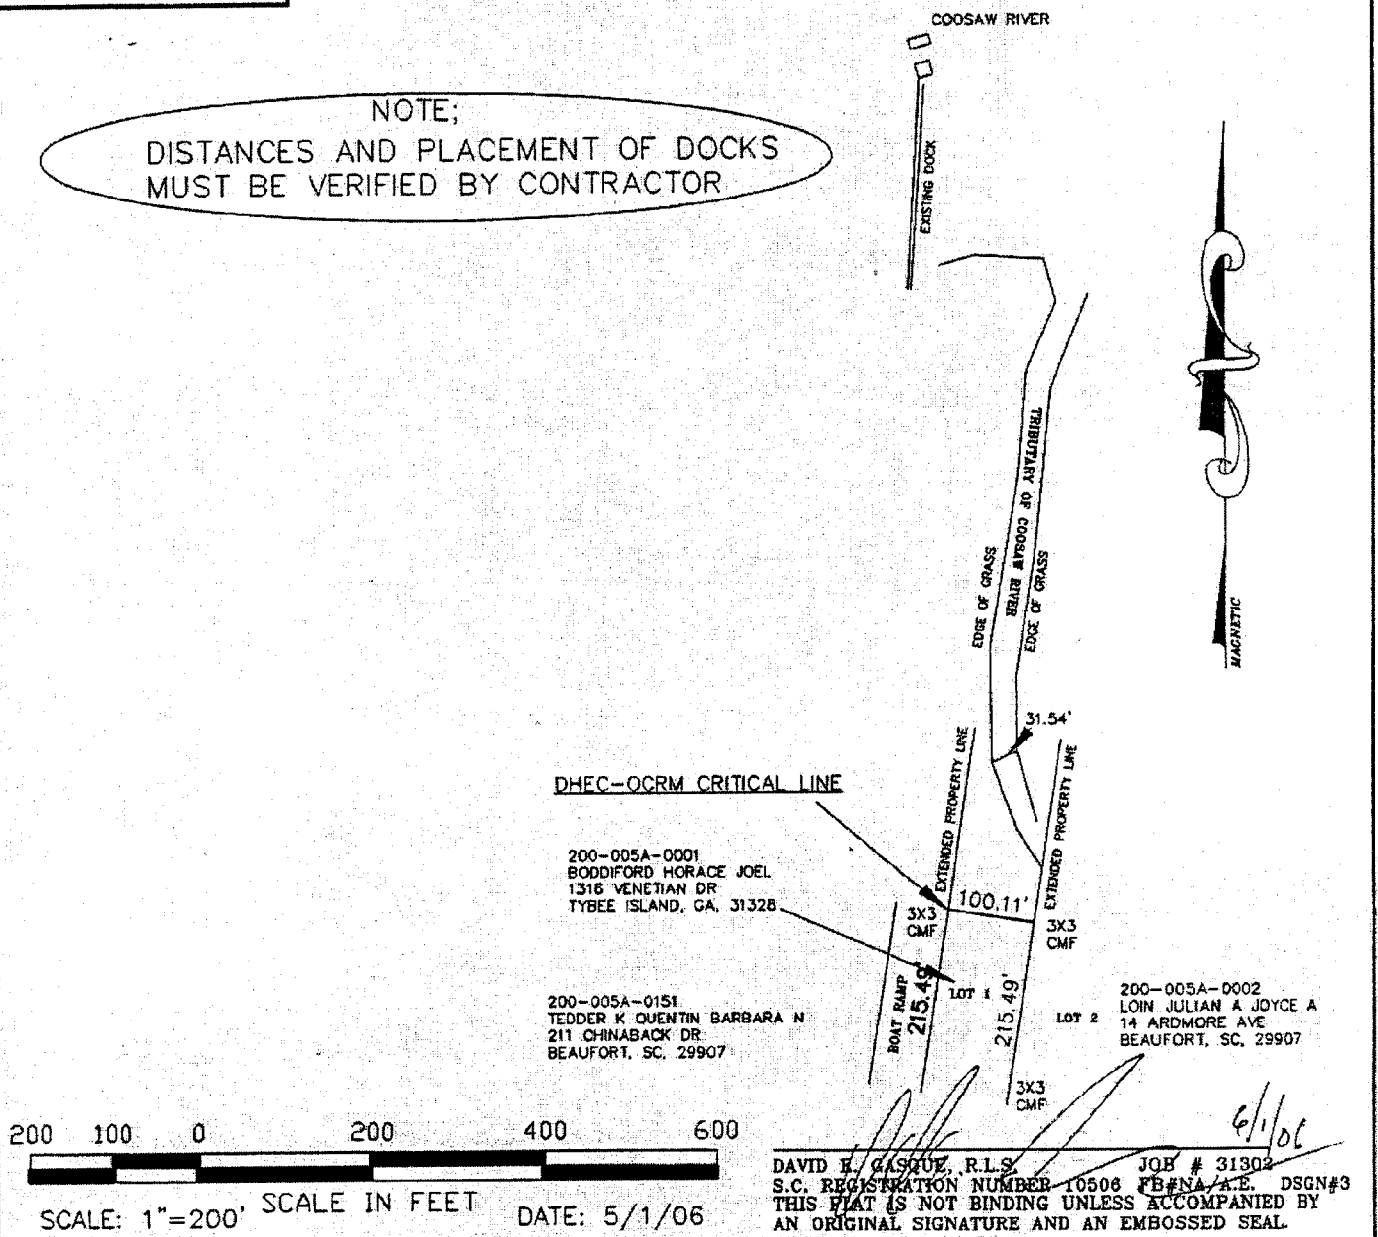 COOSAW RIVER
NOTE;
DISTANCES AND PLACEMENT OF DOCKS
MUST BE VERIFIED BY CONTRACTOR
EXISTING DOCK
TRIBUTARY OF COOSAW RIVER
EDGE OF GRASS
EDGE OF GRASS
MAGNETIC
31.54'
EXTENDED PROPERTY LINE
EXTENDED PROPERTY LINE
DHEC-OCRM CRITICAL LINE
200-005A-0001
BODDIFORD HORACE JOEL
1316 VENETIAN DR
TYBEE ISLAND, GA, 31328
100.11'
3X3
CMF
3X3
CMF
BOAT RAMP
215.49'
LOT 1
215.49'
LOT 2
200-005A-0002
LOIN JULIAN A JOYCE A
14 ARDMORE AVE
BEAUFORT, SC, 29907
200-005A-0151
TEDDER K QUENTIN BARBARA N
211 CHINABACK DR
BEAUFORT, SC, 29907
3X3
CMF
6/1/06
200 100 0 200 400 600
SCALE: 1"=200' SCALE IN FEET DATE: 5/1/06
DAVID E. GASQUE, R.L.S. JOB # 31302
S.C. REGISTRATION NUMBER 10506 FB#NA/A.E. DSGN#3
THIS PLAT IS NOT BINDING UNLESS ACCOMPANIED BY
AN ORIGINAL SIGNATURE AND AN EMBOSSED SEAL